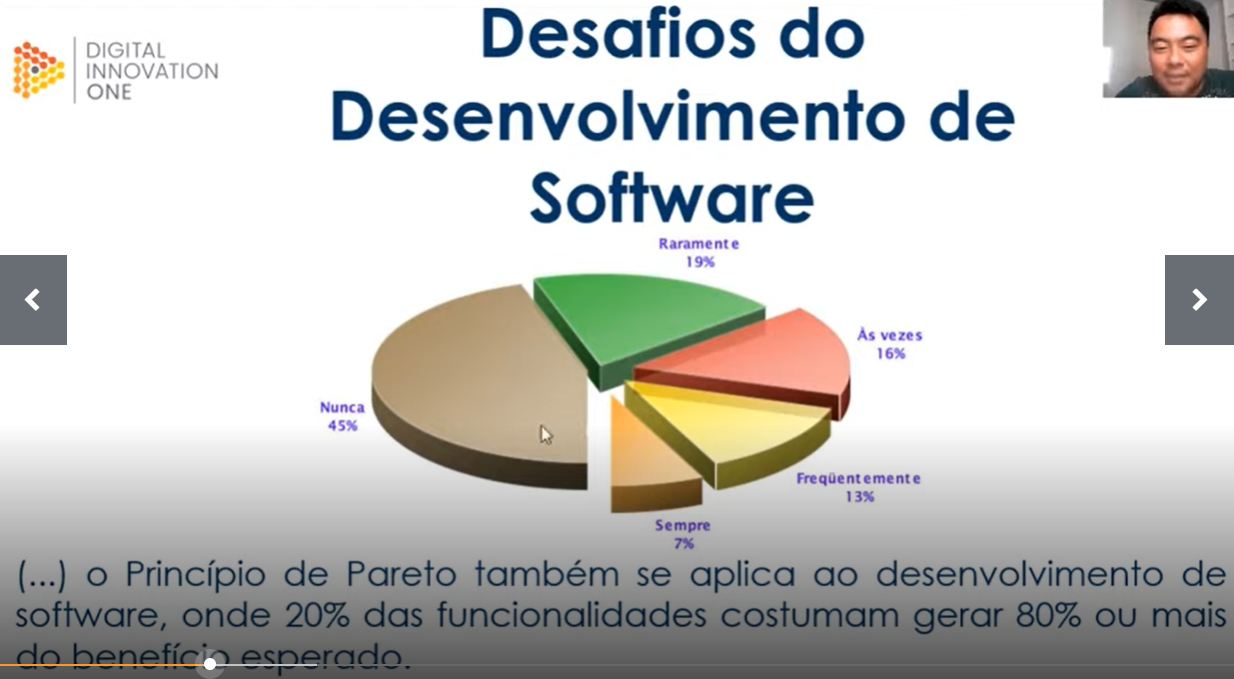 DIGITAL
INNOVATION
ONE
Desafios do
Desenvolvimento de
Software
Raramente
19%
Às vezes
16%
Nunca
45%
Freqüentemente
13%
Sempre
7%
(...) o Princípio de Pareto também se aplica ao desenvolvimento de
software, onde 20% das funcionalidades costumam gerar 80% ou mais
do benefício esperado.